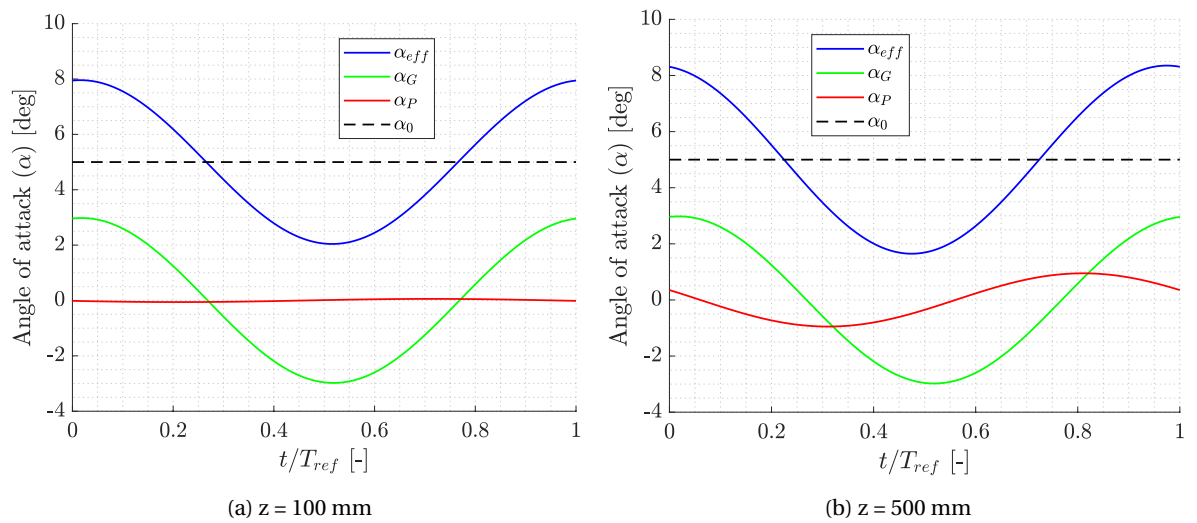 10
8
6
4
2
0
-2
-4
Angle of attack (α) [deg]
α_eff
α_G
α_P
α_0
0 0.2 0.4 0.6 0.8 1
t/T_ref [-]
(a) z = 100 mm
10
8
6
4
2
0
-2
-4
Angle of attack (α) [deg]
α_eff
α_G
α_P
α_0
0 0.2 0.4 0.6 0.8 1
t/T_ref [-]
(b) z = 500 mm